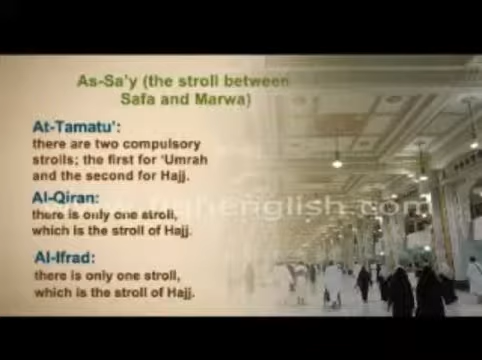 As-Sa'y (the stroll between
Safa and Marwa)
At-Tamatu':
there are two compulsory
strolls; the first for 'Umrah
and the second for Hajj.
Al-Qiran:
there is only one stroll,
which is the stroll of Hajj.
Al-Ifrad:
there is only one stroll,
which is the stroll of Hajj.